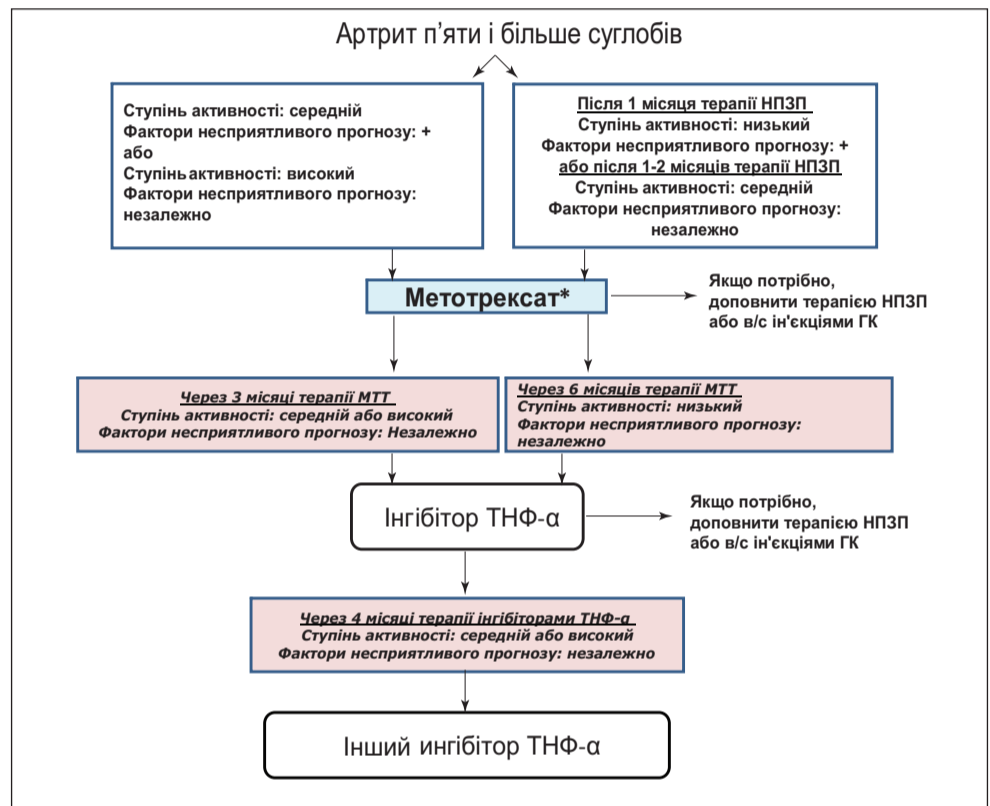 Артрит п’яти і більше суглобів
Ступінь активності: середній
Фактори несприятливого прогнозу: +
або
Ступінь активності: високий
Фактори несприятливого прогнозу:
незалежно
Після 1 місяця терапії НПЗП
Ступінь активності: низький
Фактори несприятливого прогнозу: +
або після 1-2 місяців терапії НПЗП
Ступінь активності: середній
Фактори несприятливого прогнозу:
незалежно
Метотрексат*
Якщо потрібно,
доповнити терапією НПЗП
або в/с ін'єкціями ГК
Через 3 місяці терапії МТТ
Ступінь активності: середній або високий
Фактори несприятливого прогнозу: Незалежно
Через 6 місяців терапії МТТ
Ступінь активності: низький
Фактори несприятливого прогнозу:
незалежно
Інгібітор ТНФ-α
Якщо потрібно,
доповнити терапією НПЗП
або в/с ін'єкціями ГК
Через 4 місяці терапії інгібіторами ТНФ-α
Ступінь активності: середній або високий
Фактори несприятливого прогнозу: незалежно
Інший ингібітор ТНФ-α